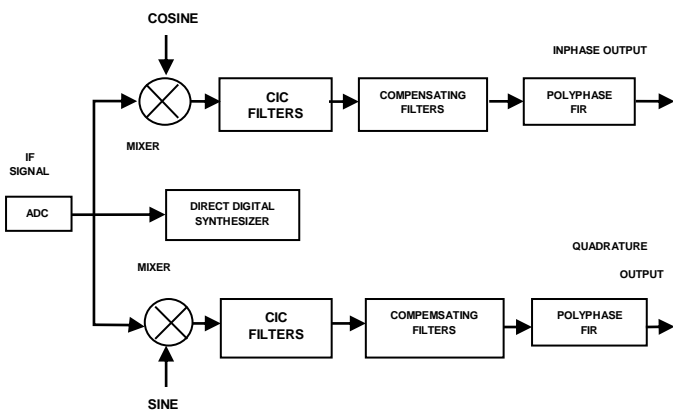 COSINE
INPHASE OUTPUT
CIC
FILTERS
COMPENSATING
FILTERS
POLYPHASE
FIR
MIXER
IF
SIGNAL
ADC
DIRECT DIGITAL
SYNTHESIZER
QUADRATURE
OUTPUT
MIXER
CIC
FILTERS
COMPEMSATING
FILTERS
POLYPHASE
FIR
SINE